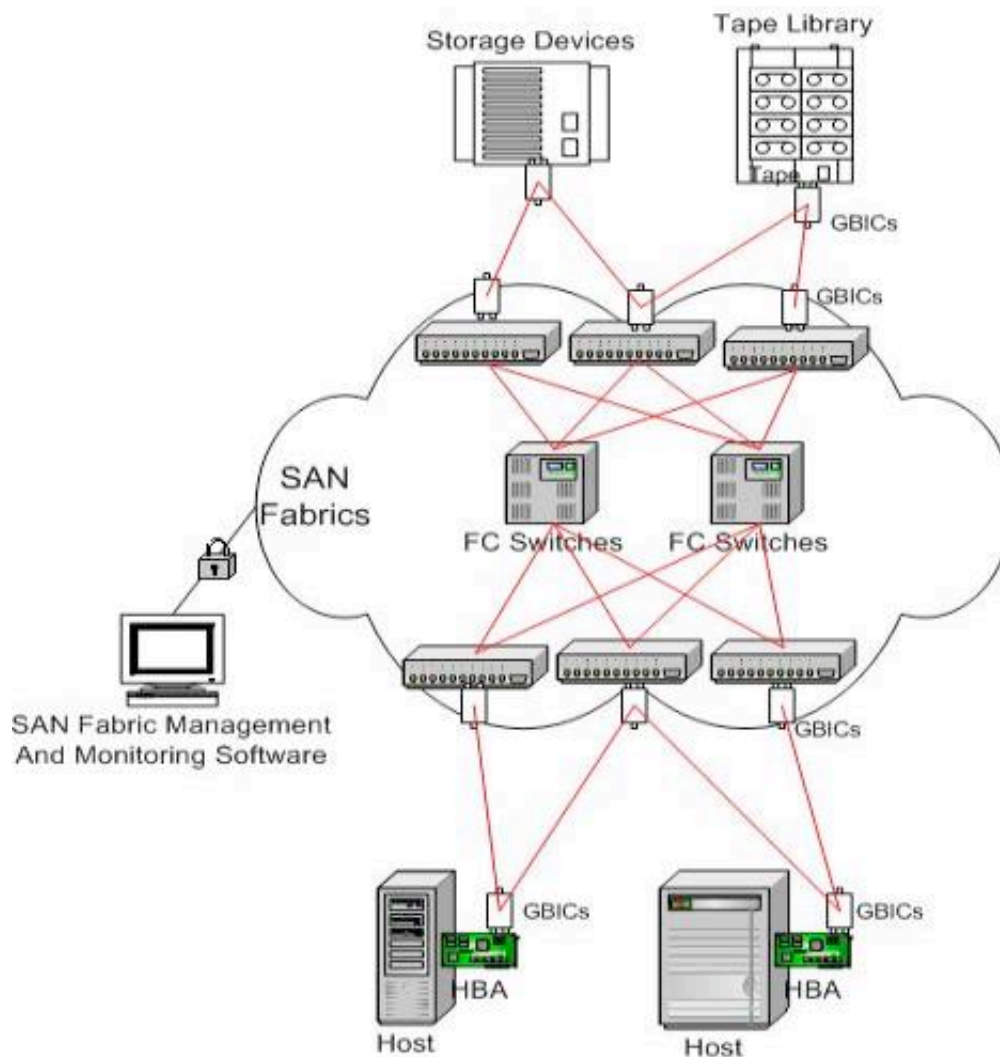 Tape Library
Storage Devices
Tape
GBICs
GBICs
SAN
Fabrics
FC Switches
FC Switches
SAN Fabric Management
And Monitoring Software
GBICs
GBICs
GBICs
HBA
HBA
Host
Host